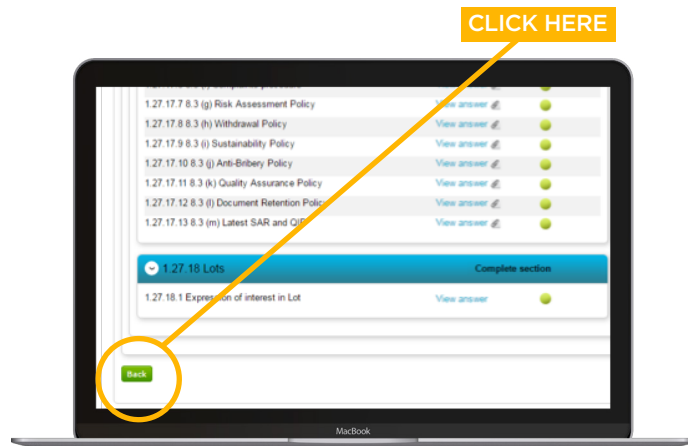 CLICK HERE
1.27.17.7 8.3 (g) Risk Assessment Policy View answer
1.27.17.8 8.3 (h) Withdrawal Policy View answer
1.27.17.9 8.3 (i) Sustainability Policy View answer
1.27.17.10 8.3 (j) Anti-Bribery Policy View answer
1.27.17.11 8.3 (k) Quality Assurance Policy View answer
1.27.17.12 8.3 (l) Document Retention Policy View answer
1.27.17.13 8.3 (m) Latest SAR and View answer
1.27.18 Lots Complete section
1.27.18.1 Expression of interest in Lot View answer
Back
MacBook